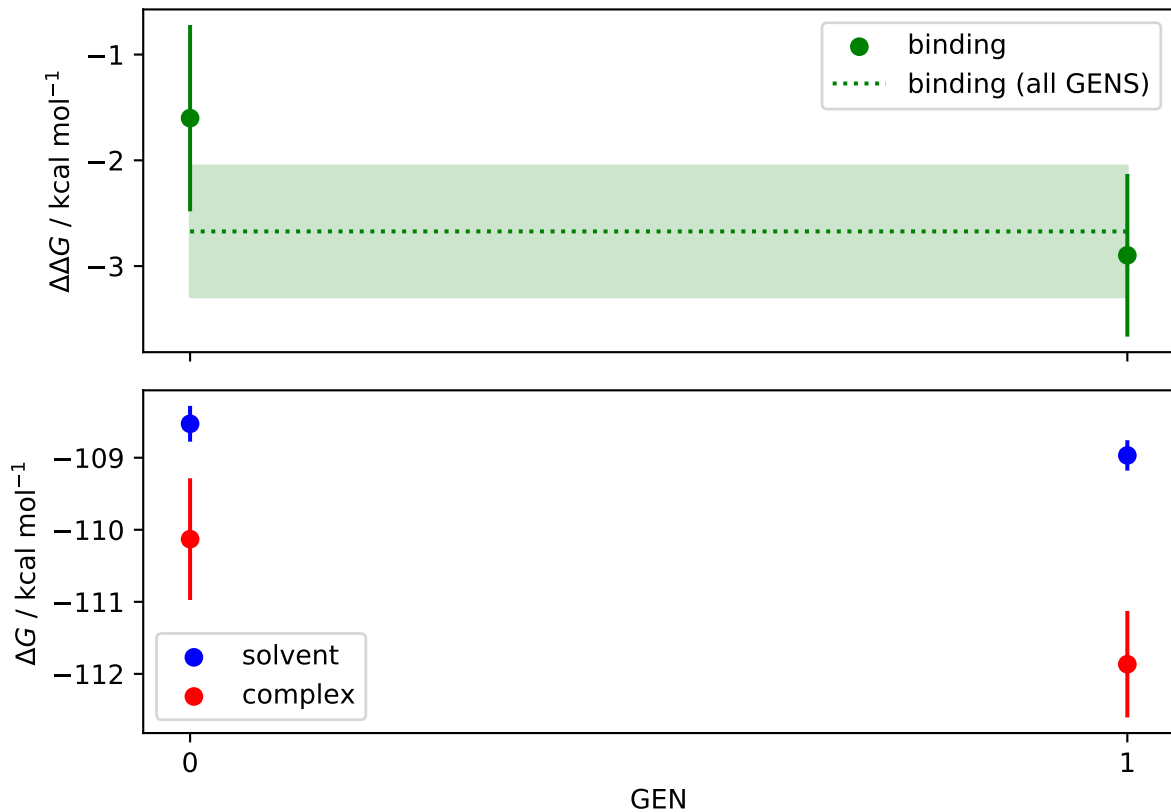 binding
binding (all GENS)
−1
−2
−3
ΔΔG / kcal mol⁻¹
−109
−110
−111
−112
ΔG / kcal mol⁻¹
solvent
complex
0
1
GEN